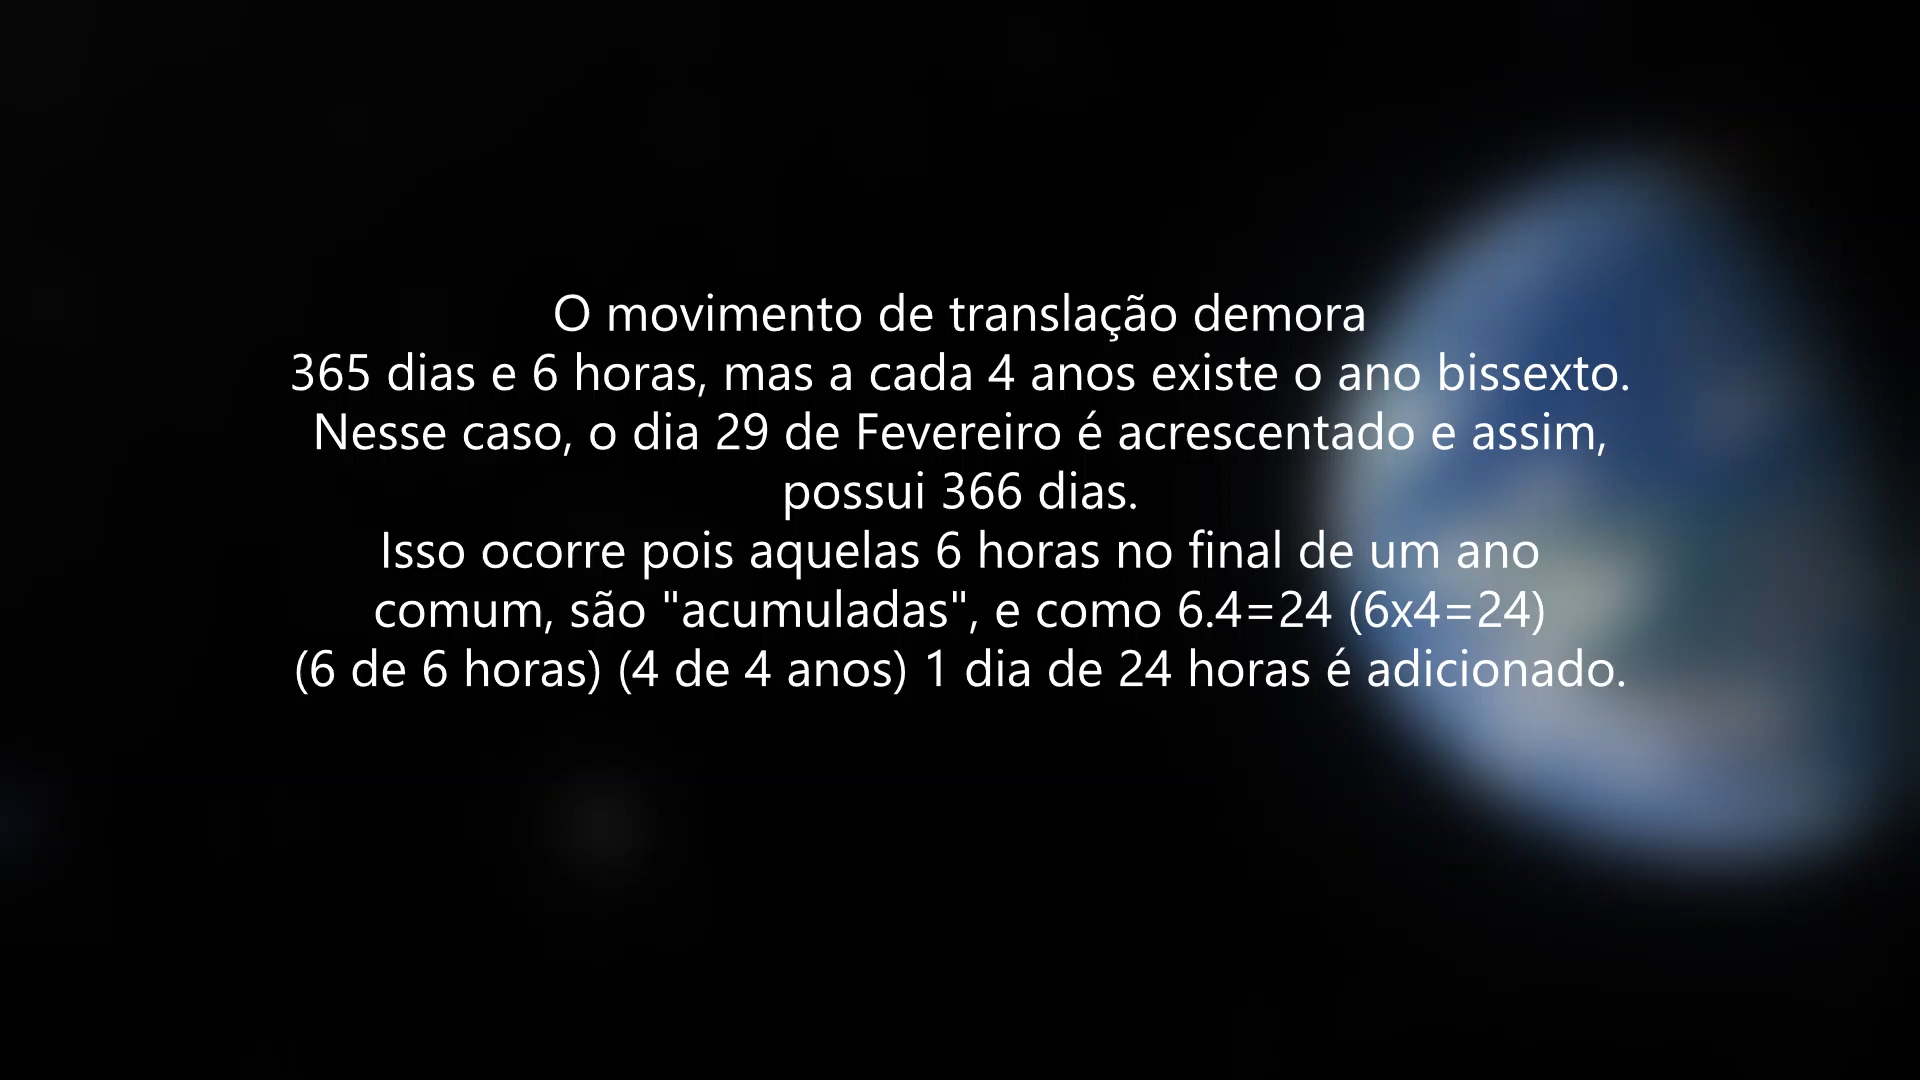 O movimento de translação demora
365 dias e 6 horas, mas a cada 4 anos existe o ano bissexto.
Nesse caso, o dia 29 de Fevereiro é acrescentado e assim,
possui 366 dias.
Isso ocorre pois aquelas 6 horas no final de um ano
comum, são "acumuladas", e como 6.4=24 (6x4=24)
(6 de 6 horas) (4 de 4 anos) 1 dia de 24 horas é adicionado.